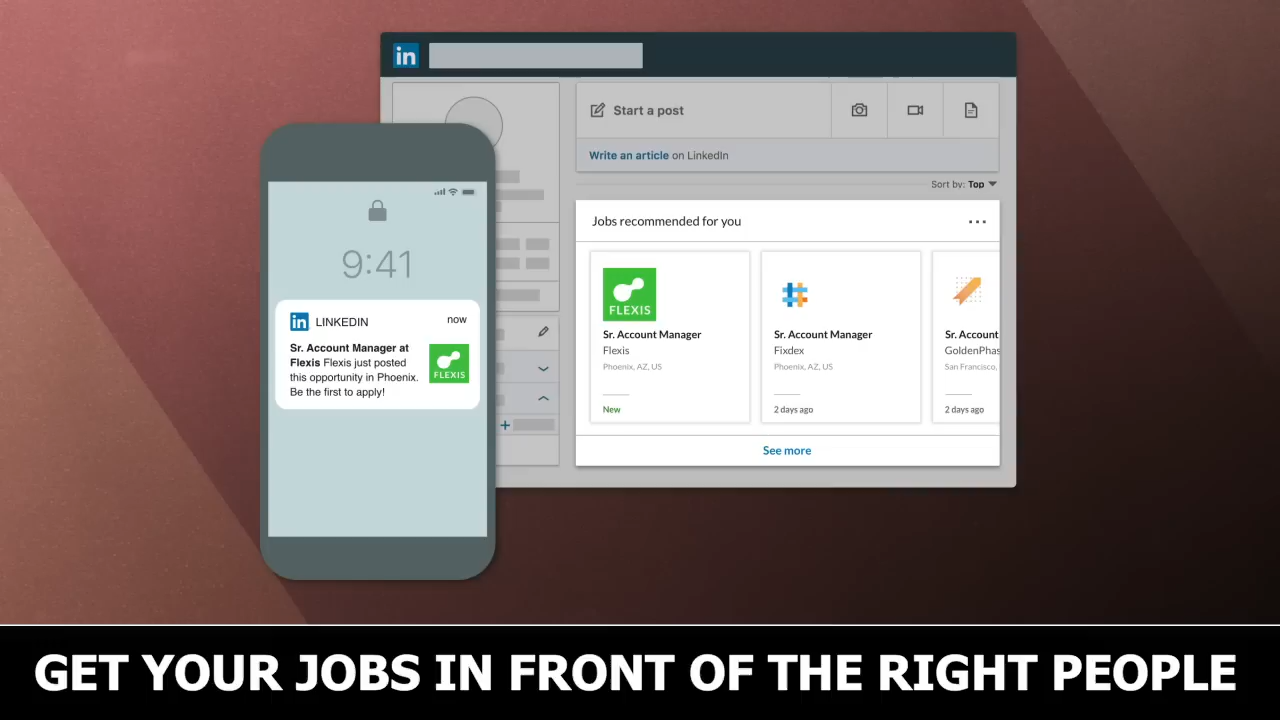 in
Start a post
Write an article on LinkedIn
Sort by: Top
Jobs recommended for you
FLEXIS
Sr. Account Manager
Flexis
Phoenix, AZ, US
New
Sr. Account Manager
Fixdex
Phoenix, AZ, US
2 days ago
Sr. Account
GoldenPhas
San Francisco,
2 days ago
See more
9:41
in LINKEDIN now
Sr. Account Manager at
Flexis Flexis just posted
this opportunity in Phoenix.
Be the first to apply!
FLEXIS
GET YOUR JOBS IN FRONT OF THE RIGHT PEOPLE